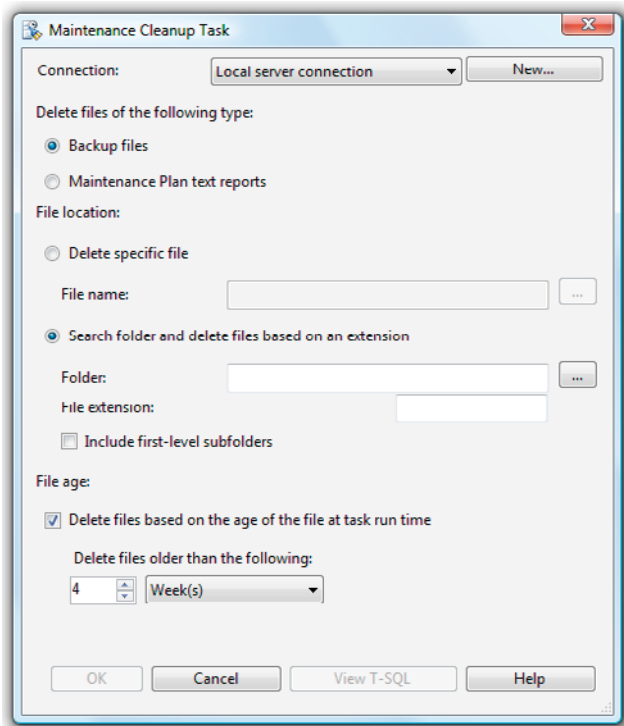 Maintenance Cleanup Task
Connection: Local server connection New...
Delete files of the following type:
Backup files
Maintenance Plan text reports
File location:
Delete specific file
File name: ...
Search folder and delete files based on an extension
Folder: ...
File extension:
Include first-level subfolders
File age:
Delete files based on the age of the file at task run time
Delete files older than the following:
4 Week(s)
OK Cancel View T-SQL Help